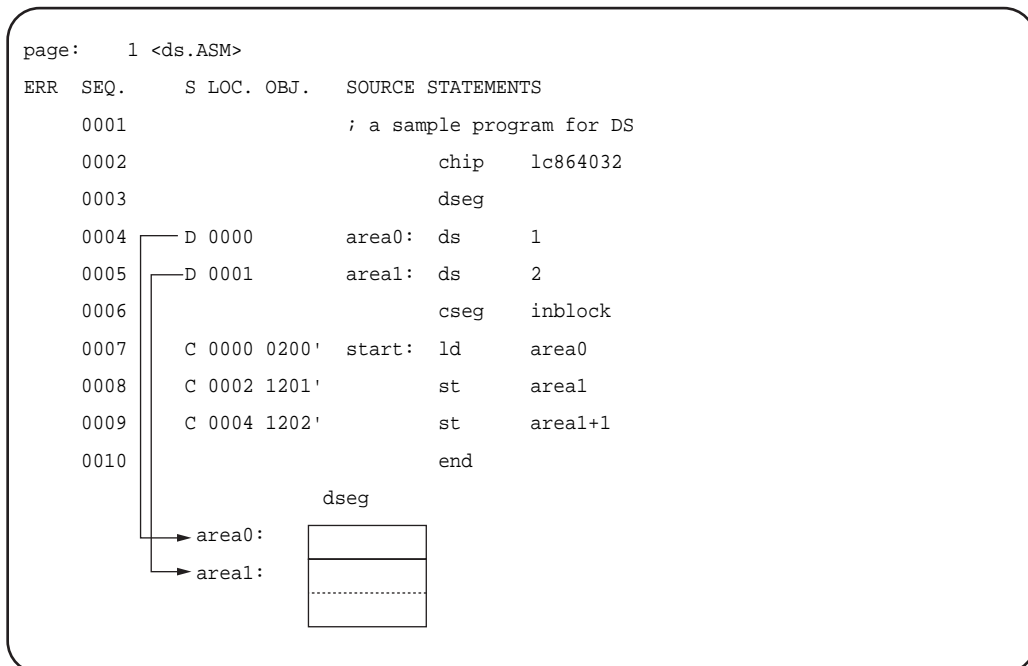 page:    1 <ds.ASM>
ERR  SEQ.    S LOC. OBJ.   SOURCE STATEMENTS
0001    ; a sample program for DS
0002    chip    lc864032
0003    dseg
0004    D 0000    area0:  ds    1
0005    D 0001    area1:  ds    2
0006    cseg    inblock
0007    C 0000 0200'  start:  ld    area0
0008    C 0002 1201'    st    area1
0009    C 0004 1202'    st    area1+1
0010    end
dseg
area0:
area1: